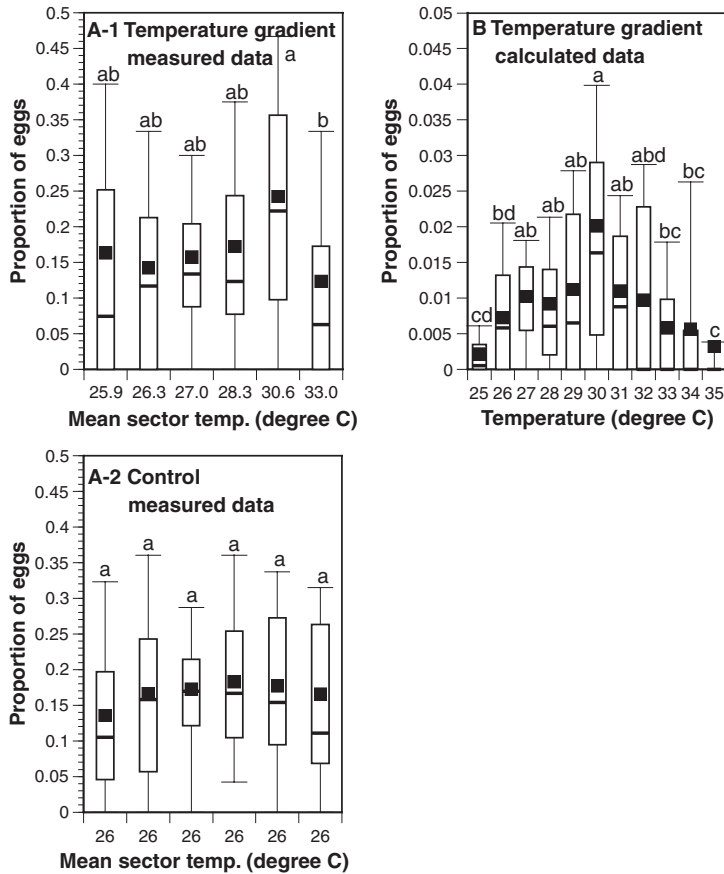 A-1 Temperature gradient
measured data
Proportion of eggs
0.5
0.45
0.4
0.35
0.3
0.25
0.2
0.15
0.1
0.05
0
ab ab ab ab a b
25.9 26.3 27.0 28.3 30.6 33.0
Mean sector temp. (degree C)
B Temperature gradient
calculated data
Proportion of eggs
0.05
0.045
0.04
0.035
0.03
0.025
0.02
0.015
0.01
0.005
0
cd bd ab ab ab a ab abd bc bc c
25 26 27 28 29 30 31 32 33 34 35
Temperature (degree C)
A-2 Control
measured data
Proportion of eggs
0.5
0.45
0.4
0.35
0.3
0.25
0.2
0.15
0.1
0.05
0
a a a a a a
26 26 26 26 26 26
Mean sector temp. (degree C)